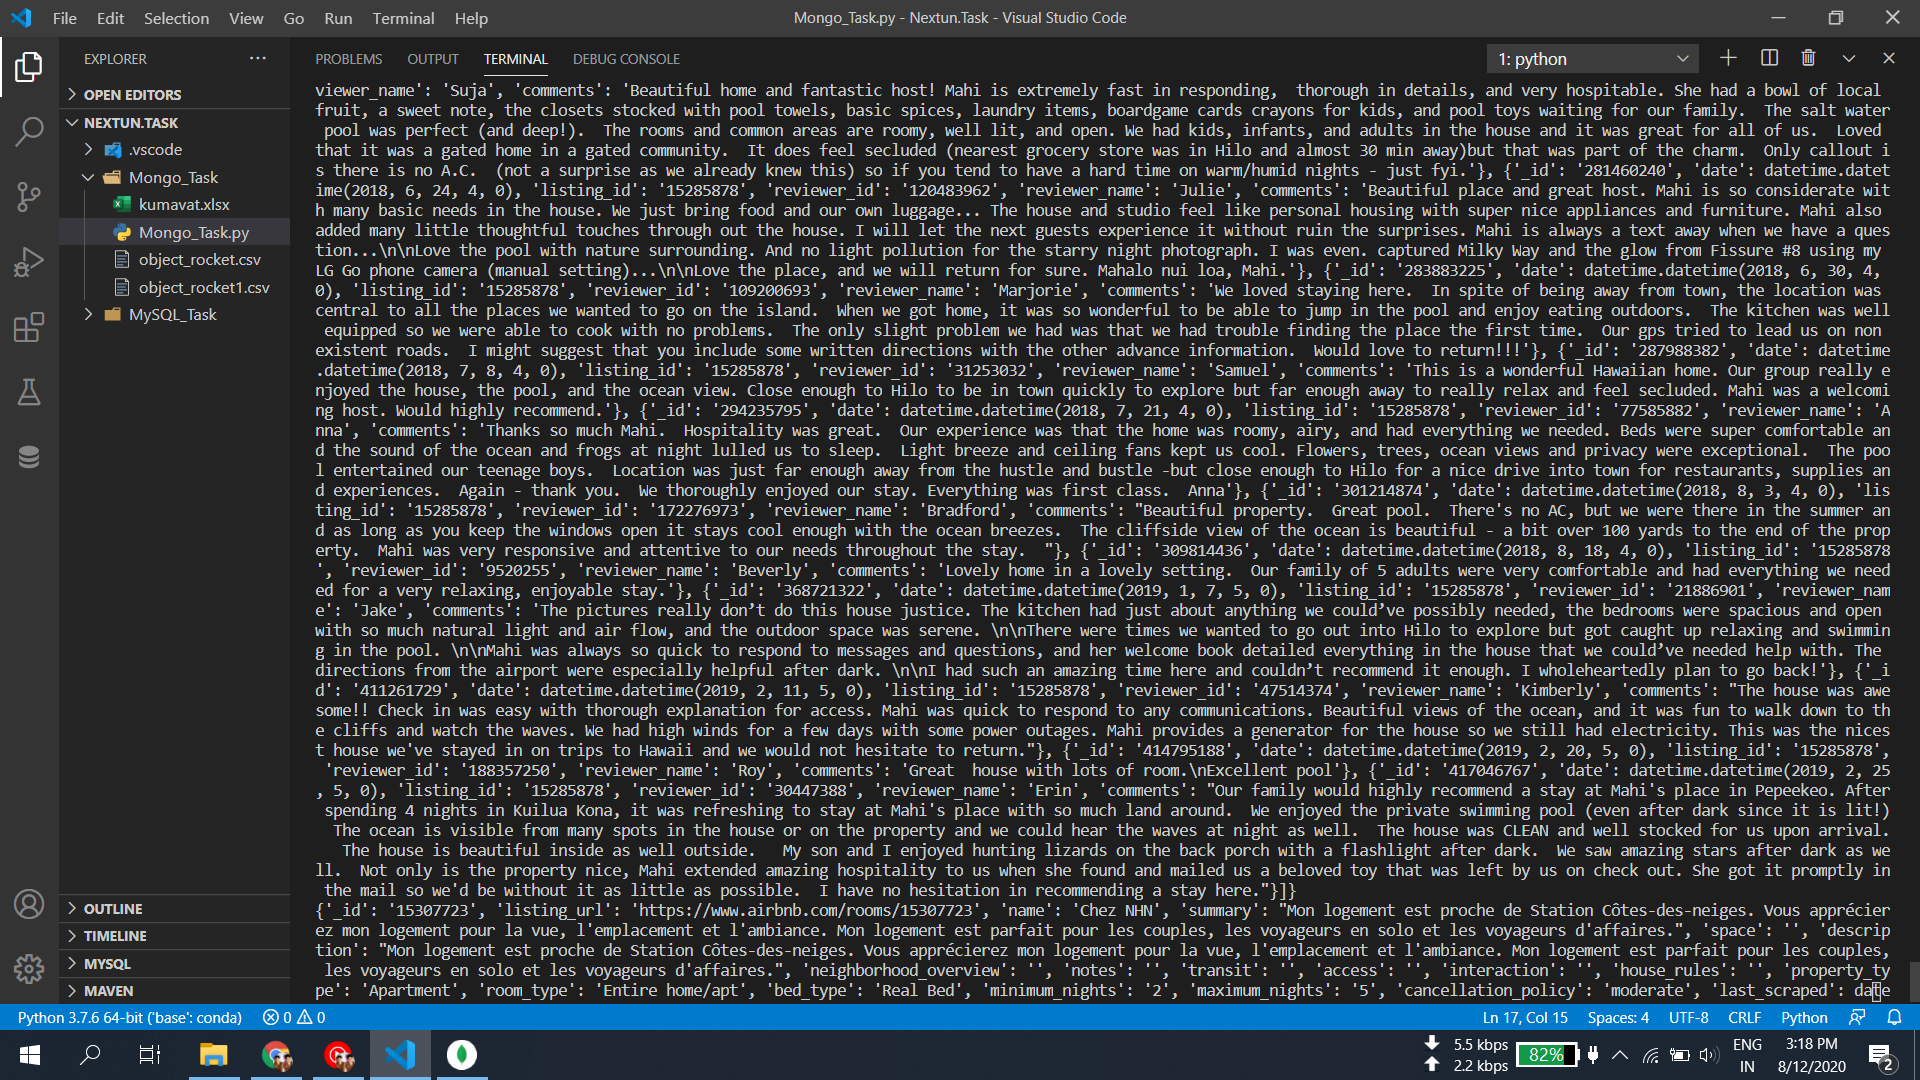 File Edit Selection View Go Run Terminal Help
Mongo_Task.py - Nextun.Task - Visual Studio Code
EXPLORER
OPEN EDITORS
NEXTUN.TASK
.vscode
Mongo_Task
kumavat.xlsx
Mongo_Task.py
object_rocket.csv
object_rocket1.csv
MySQL_Task
OUTLINE
TIMELINE
MYSQL
MAVEN
PROBLEMS OUTPUT TERMINAL DEBUG CONSOLE
1: python
viewer_name': 'Suja', 'comments': 'Beautiful home and fantastic host! Mahi is extremely fast in responding,  thorough in details, and very hospitable. She had a bowl of local
fruit, a sweet note, the closets stocked with pool towels, basic spices, laundry items, boardgame cards crayons for kids, and pool toys waiting for our family.  The salt water
 pool was perfect (and deep!).  The rooms and common areas are roomy, well lit, and open. We had kids, infants, and adults in the house and it was great for all of us.  Loved
that it was a gated home in a gated community.  It does feel secluded (nearest grocery store was in Hilo and almost 30 min away)but that was part of the charm.  Only callout i
s there is no A.C.  (not a surprise as we already knew this) so if you tend to have a hard time on warm/humid nights - just fyi.'}, {'_id': '281460240', 'date': datetime.datet
ime(2018, 6, 24, 4, 0), 'listing_id': '15285878', 'reviewer_id': '120483962', 'reviewer_name': 'Julie', 'comments': 'Beautiful place and great host. Mahi is so considerate wit
h many basic needs in the house. We just bring food and our own luggage... The house and studio feel like personal housing with super nice appliances and furniture. Mahi also
added many little thoughtful touches through out the house. I will let the next guests experience it without ruin the surprises. Mahi is always a text away when we have a ques
tion...\n\nLove the pool with nature surrounding. And no light pollution for the starry night photograph. I was even. captured Milky Way and the glow from Fissure #8 using my
LG Go phone camera (manual setting)...\n\nLove the place, and we will return for sure. Mahalo nui loa, Mahi.'}, {'_id': '283883225', 'date': datetime.datetime(2018, 6, 30, 4,
0), 'listing_id': '15285878', 'reviewer_id': '109200693', 'reviewer_name': 'Marjorie', 'comments': 'We loved staying here.  In spite of being away from town, the location was
central to all the places we wanted to go on the island.  When we got home, it was so wonderful to be able to jump in the pool and enjoy eating outdoors.  The kitchen was well
 equipped so we were able to cook with no problems.  The only slight problem we had was that we had trouble finding the place the first time.  Our gps tried to lead us on non
existent roads.  I might suggest that you include some written directions with the other advance information.  Would love to return!!!'}, {'_id': '287988382', 'date': datetime
.datetime(2018, 7, 8, 4, 0), 'listing_id': '15285878', 'reviewer_id': '31253032', 'reviewer_name': 'Samuel', 'comments': 'This is a wonderful Hawaiian home. Our group really e
njoyed the house, the pool, and the ocean view. Close enough to Hilo to be in town quickly to explore but far enough away to really relax and feel secluded. Mahi was a welcomi
ng host. Would highly recommend.'}, {'_id': '294235795', 'date': datetime.datetime(2018, 7, 21, 4, 0), 'listing_id': '15285878', 'reviewer_id': '77585882', 'reviewer_name': 'A
nna', 'comments': 'Thanks so much Mahi.  Hospitality was great.  Our experience was that the home was roomy, airy, and had everything we needed. Beds were super comfortable an
d the sound of the ocean and frogs at night lulled us to sleep.  Light breeze and ceiling fans kept us cool. Flowers, trees, ocean views and privacy were exceptional.  The poo
l entertained our teenage boys.  Location was just far enough away from the hustle and bustle -but close enough to Hilo for a nice drive into town for restaurants, supplies an
d experiences.  Again - thank you.  We thoroughly enjoyed our stay. Everything was first class.  Anna'}, {'_id': '301214874', 'date': datetime.datetime(2018, 8, 3, 4, 0), 'lis
ting_id': '15285878', 'reviewer_id': '172276973', 'reviewer_name': 'Bradford', 'comments': "Beautiful property.  Great pool.  There's no AC, but we were there in the summer an
d as long as you keep the windows open it stays cool enough with the ocean breezes.  The cliffside view of the ocean is beautiful - a bit over 100 yards to the end of the prop
erty.  Mahi was very responsive and attentive to our needs throughout the stay.  "}, {'_id': '309814436', 'date': datetime.datetime(2018, 8, 18, 4, 0), 'listing_id': '15285878
', 'reviewer_id': '9520255', 'reviewer_name': 'Beverly', 'comments': 'Lovely home in a lovely setting.  Our family of 5 adults were very comfortable and had everything we need
ed for a very relaxing, enjoyable stay.'}, {'_id': '368721322', 'date': datetime.datetime(2019, 1, 7, 5, 0), 'listing_id': '15285878', 'reviewer_id': '21886901', 'reviewer_nam
e': 'Jake', 'comments': 'The pictures really don’t do this house justice. The kitchen had just about anything we could’ve possibly needed, the bedrooms were spacious and open
with so much natural light and air flow, and the outdoor space was serene. \n\nThere were times we wanted to go out into Hilo to explore but got caught up relaxing and swimmin
g in the pool. \n\nMahi was always so quick to respond to messages and questions, and her welcome book detailed everything in the house that we could’ve needed help with. The
directions from the airport were especially helpful after dark. \n\nI had such an amazing time here and couldn’t recommend it enough. I wholeheartedly plan to go back!'}, {'_i
d': '411261729', 'date': datetime.datetime(2019, 2, 11, 5, 0), 'listing_id': '15285878', 'reviewer_id': '47514374', 'reviewer_name': 'Kimberly', 'comments': "The house was awe
some!! Check in was easy with thorough explanation for access. Mahi was quick to respond to any communications. Beautiful views of the ocean, and it was fun to walk down to th
e cliffs and watch the waves. We had high winds for a few days with some power outages. Mahi provides a generator for the house so we still had electricity. This was the nices
t house we've stayed in on trips to Hawaii and we would not hesitate to return."}, {'_id': '414795188', 'date': datetime.datetime(2019, 2, 20, 5, 0), 'listing_id': '15285878',
 'reviewer_id': '188357250', 'reviewer_name': 'Roy', 'comments': 'Great  house with lots of room.\nExcellent pool'}, {'_id': '417046767', 'date': datetime.datetime(2019, 2, 25
, 5, 0), 'listing_id': '15285878', 'reviewer_id': '30447388', 'reviewer_name': 'Erin', 'comments': "Our family would highly recommend a stay at Mahi's place in Pepeekeo. After
 spending 4 nights in Kuilua Kona, it was refreshing to stay at Mahi's place with so much land around.  We enjoyed the private swimming pool (even after dark since it is lit!)
  The ocean is visible from many spots in the house or on the property and we could hear the waves at night as well.  The house was CLEAN and well stocked for us upon arrival.
   The house is beautiful inside as well outside.   My son and I enjoyed hunting lizards on the back porch with a flashlight after dark.  We saw amazing stars after dark as we
ll.  Not only is the property nice, Mahi extended amazing hospitality to us when she found and mailed us a beloved toy that was left by us on check out. She got it promptly in
 the mail so we'd be without it as little as possible.  I have no hesitation in recommending a stay here."}]}
{'_id': '15307723', 'listing_url': 'https://www.airbnb.com/rooms/15307723', 'name': 'Chez NHN', 'summary': "Mon logement est proche de Station Côtes-des-neiges. Vous apprécier
ez mon logement pour la vue, l'emplacement et l'ambiance. Mon logement est parfait pour les couples, les voyageurs en solo et les voyageurs d'affaires.", 'space': '', 'descrip
tion': "Mon logement est proche de Station Côtes-des-neiges. Vous apprécierez mon logement pour la vue, l'emplacement et l'ambiance. Mon logement est parfait pour les couples,
 les voyageurs en solo et les voyageurs d'affaires.", 'neighborhood_overview': '', 'notes': '', 'transit': '', 'access': '', 'interaction': '', 'house_rules': '', 'property_ty
pe': 'Apartment', 'room_type': 'Entire home/apt', 'bed_type': 'Real Bed', 'minimum_nights': '2', 'maximum_nights': '5', 'cancellation_policy': 'moderate', 'last_scraped': date
Python 3.7.6 64-bit ('base': conda) 0 0
Ln 17, Col 15 Spaces: 4 UTF-8 CRLF Python
5.5 kbps
2.2 kbps
82%
ENG
IN
3:18 PM
8/12/2020
2